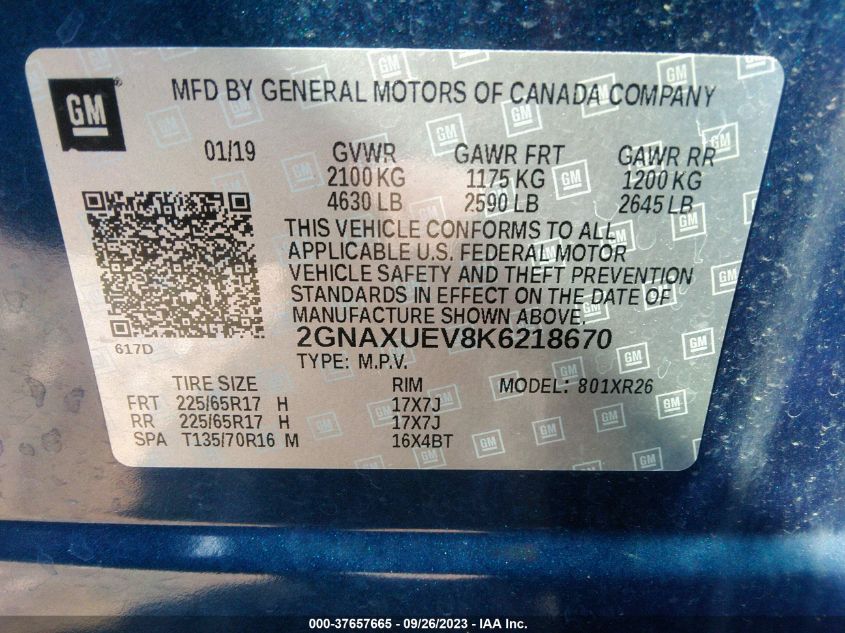 GM
MFD BY GENERAL MOTORS OF CANADA COMPANY
01/19 GVWR GAWR FRT GAWR RR
2100 KG 1175 KG 1200 KG
4630 LB 2590 LB 2645 LB
THIS VEHICLE CONFORMS TO ALL
APPLICABLE U.S. FEDERAL MOTOR
VEHICLE SAFETY AND THEFT PREVENTION
STANDARDS IN EFFECT ON THE DATE OF
MANUFACTURE SHOWN ABOVE.
617D
2GNAXUEV8K6218670
TYPE: M.P.V.
TIRE SIZE RIM MODEL: 801XR26
FRT 225/65R17 H 17X7J
RR 225/65R17 H 17X7J
SPA T135/70R16 M 16X4BT
000-37657665 - 09/26/2023 - IAA Inc.